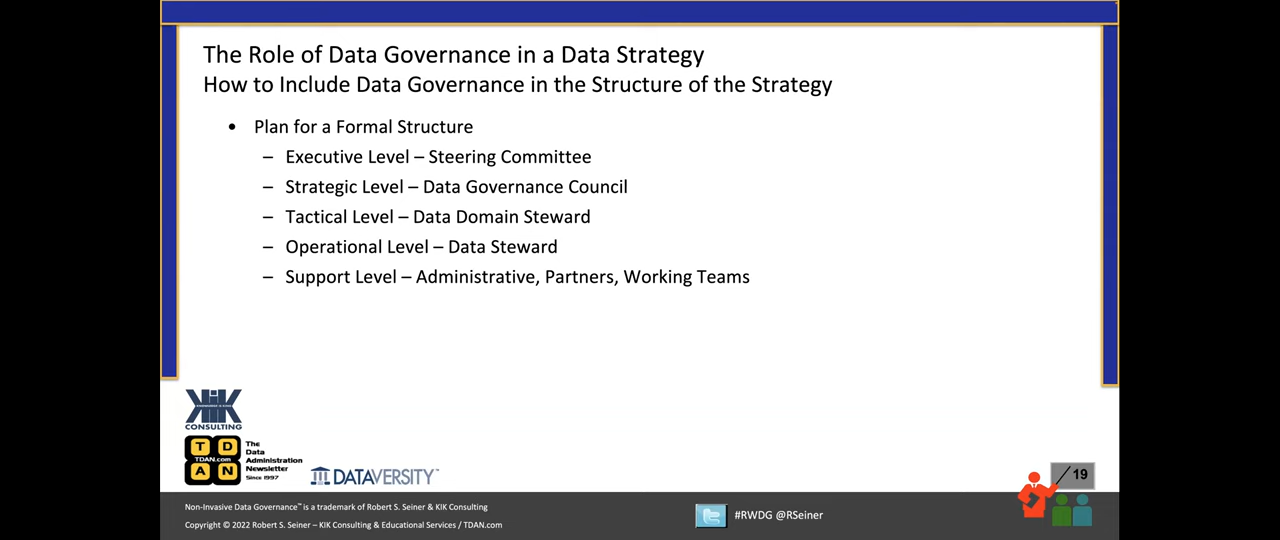 The Role of Data Governance in a Data Strategy
How to Include Data Governance in the Structure of the Strategy
• Plan for a Formal Structure
– Executive Level – Steering Committee
– Strategic Level – Data Governance Council
– Tactical Level – Data Domain Steward
– Operational Level – Data Steward
– Support Level – Administrative, Partners, Working Teams
KIK
CONSULTING
T D
TDAN.com
A N
The
Data
Administration
Newsletter
Since 1997
DATAVERSITY™
19
Non-Invasive Data Governance™ is a trademark of Robert S. Seiner & KIK Consulting
Copyright © 2022 Robert S. Seiner – KIK Consulting & Educational Services / TDAN.com
#RWDG @RSeiner